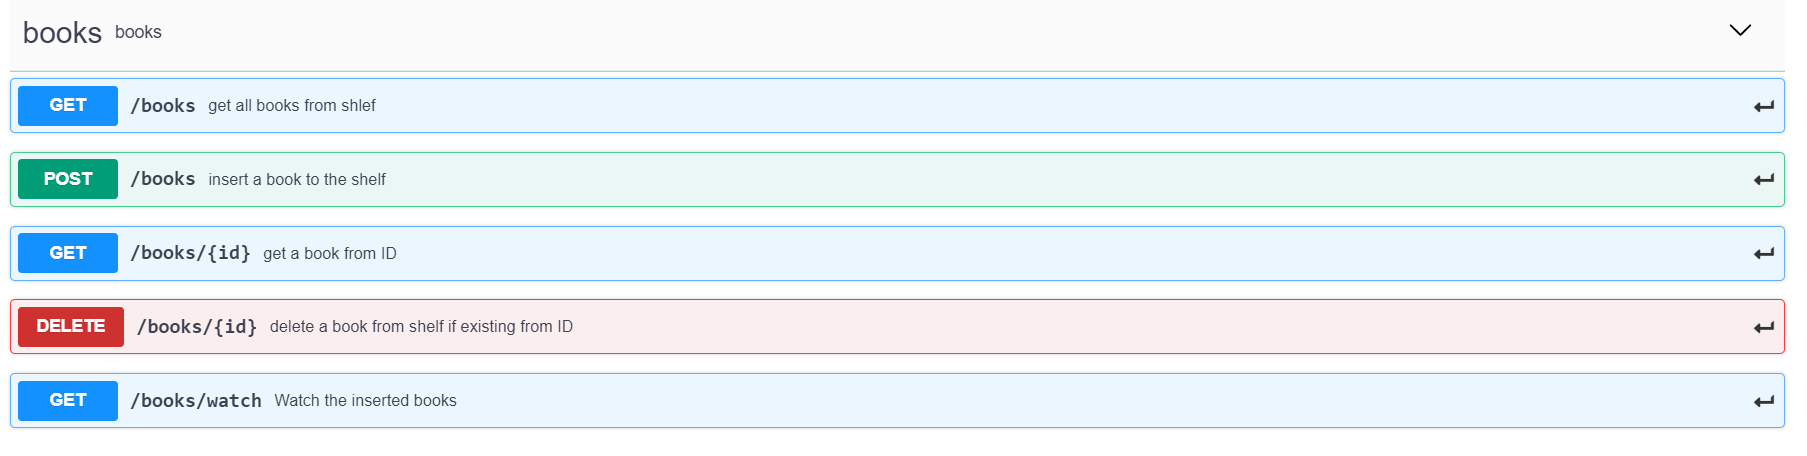 books books
GET /books get all books from shlef
POST /books insert a book to the shelf
GET /books/{id} get a book from ID
DELETE /books/{id} delete a book from shelf if existing from ID
GET /books/watch Watch the inserted books